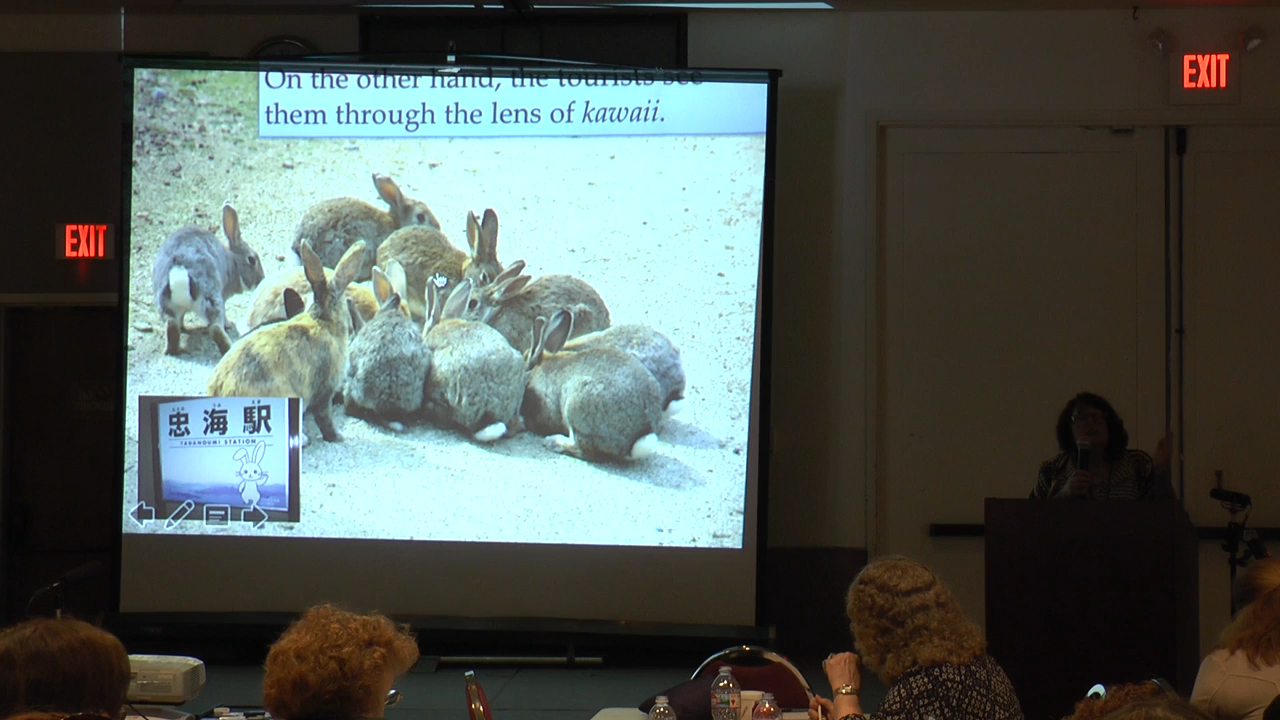 On the other hand, the tourists see
them through the lens of kawaii.
EXIT
EXIT
忠海駅
TADANOUMI STATION